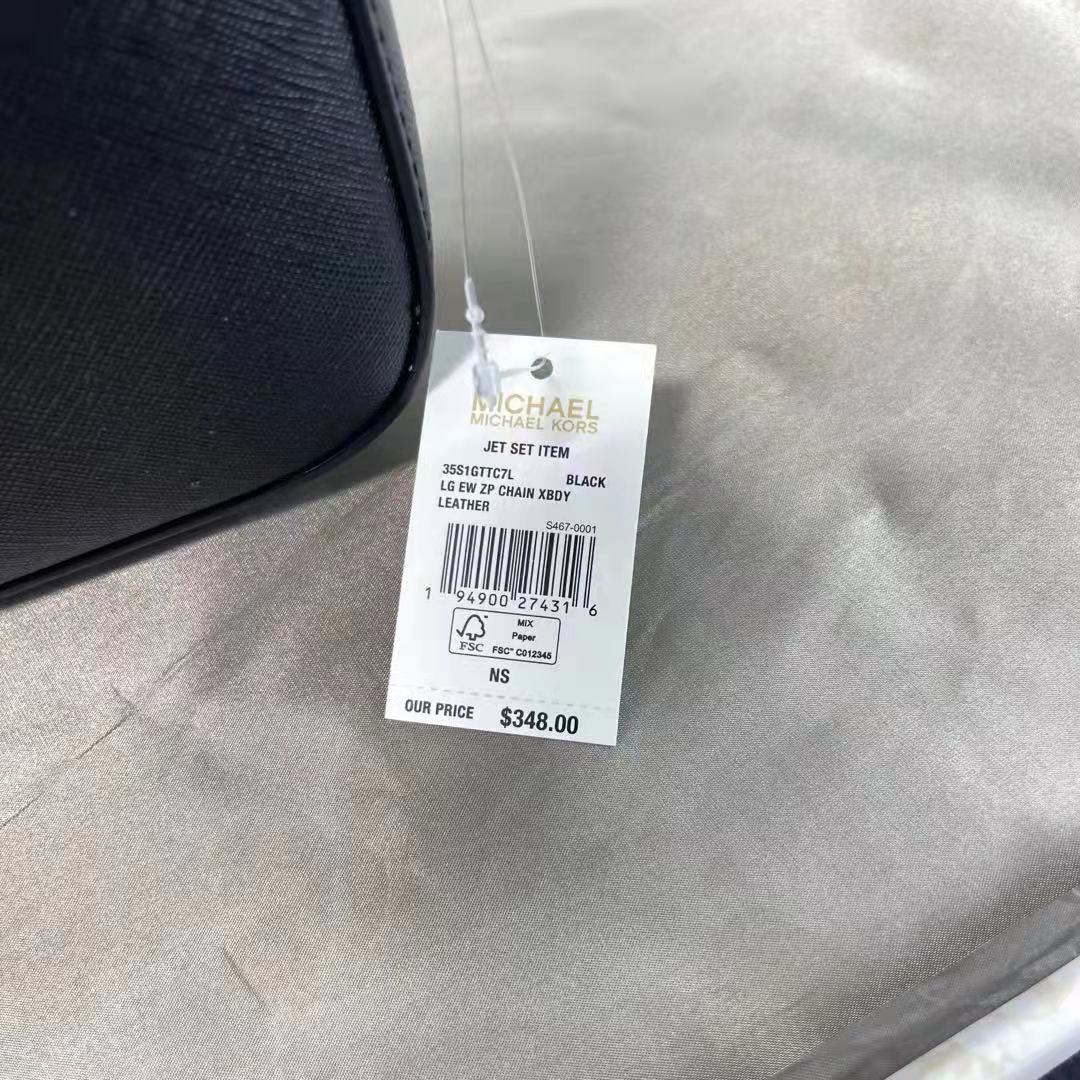 MICHAEL
MICHAEL KORS
JET SET ITEM
35S1GTTC7L BLACK
LG EW ZP CHAIN XBDY
LEATHER
S467-0001
1 94900 27431 6
FSC™ MIX
Paper
FSC™ C012345
NS
OUR PRICE $348.00